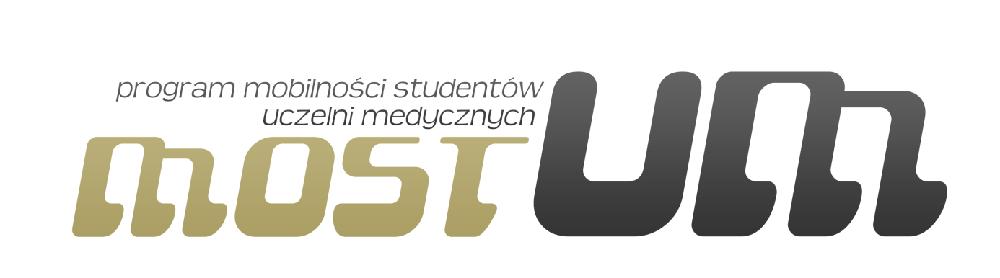 program mobilności studentów
uczelni medycznych
mostum